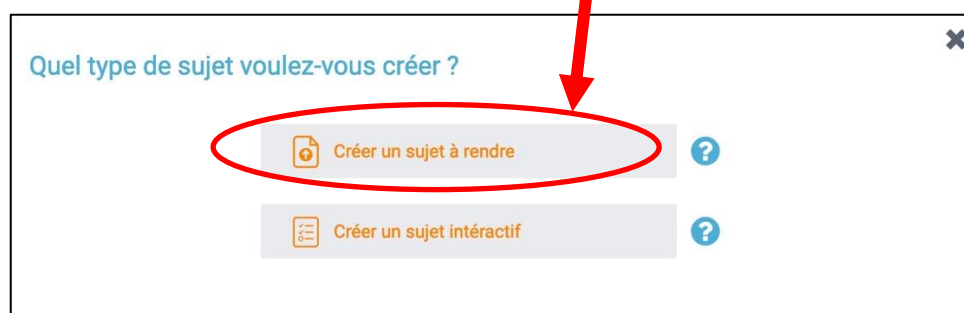 Quel type de sujet voulez-vous créer ?
Créer un sujet à rendre
?
Créer un sujet intéractif
?